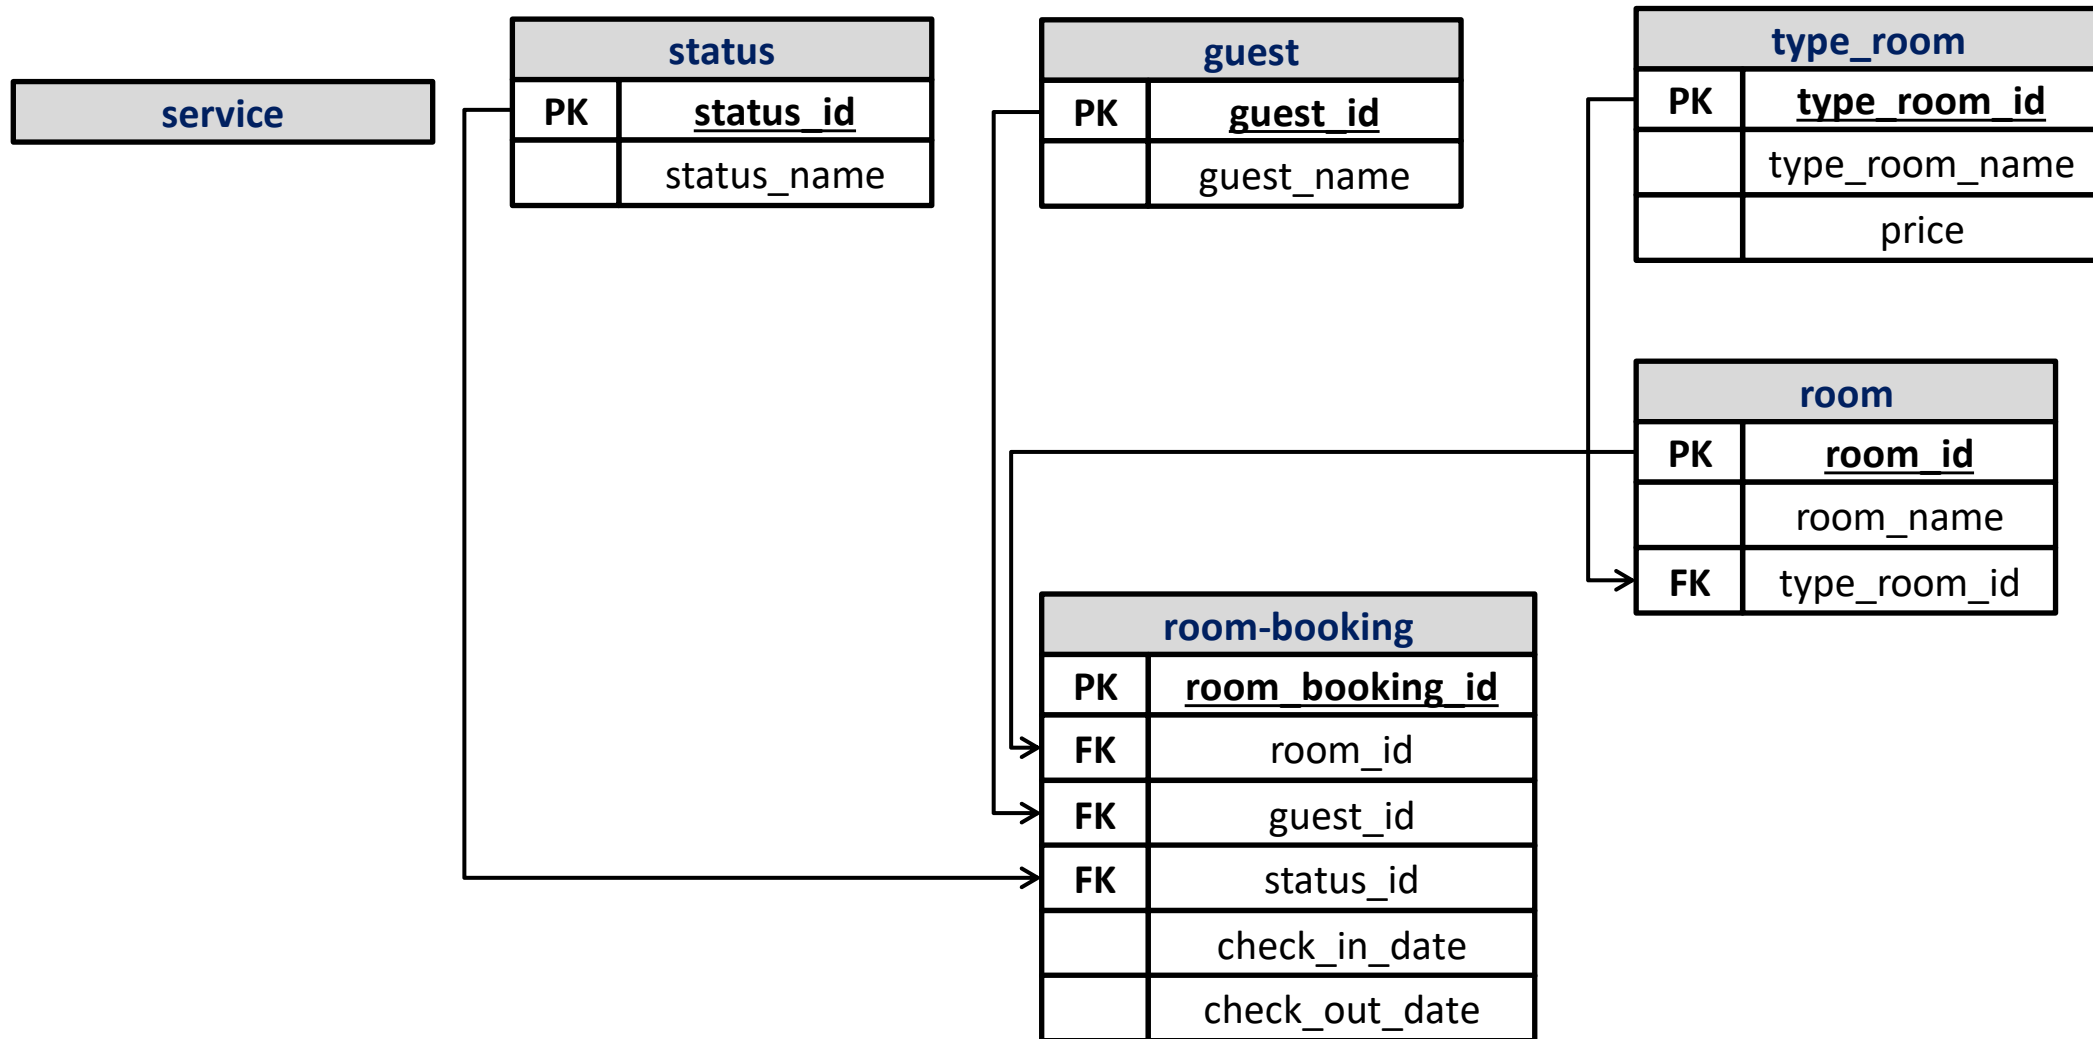 service
status
PK status_id
status_name
guest
PK guest_id
guest_name
type_room
PK type_room_id
type_room_name
price
room
PK room_id
room_name
FK type_room_id
room-booking
PK room_booking_id
FK room_id
FK guest_id
FK status_id
check_in_date
check_out_date